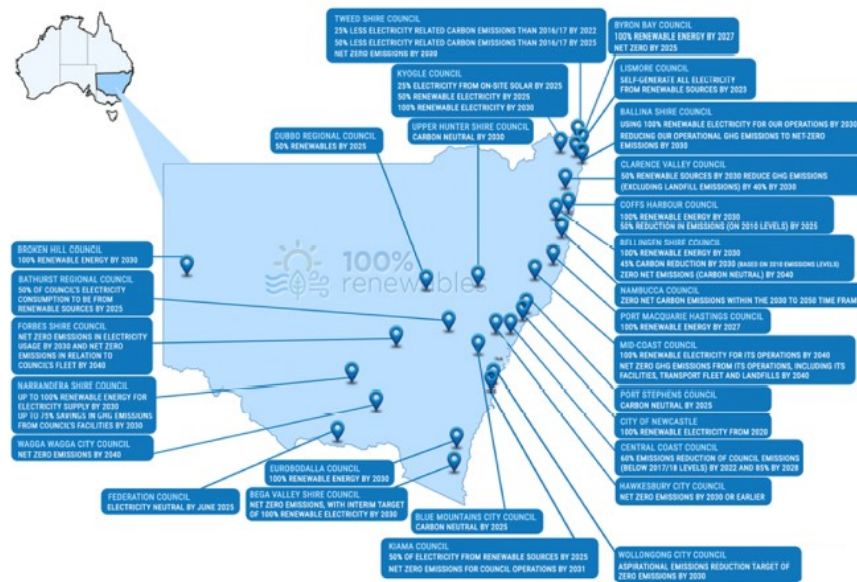 TWEED SHIRE COUNCIL
25% LESS ELECTRICITY RELATED CARBON EMISSIONS THAN 2016/17 BY 2022
50% LESS ELECTRICITY RELATED CARBON EMISSIONS THAN 2016/17 BY 2025
NET ZERO EMISSIONS BY 2030
BYRON BAY COUNCIL
100% RENEWABLE ENERGY BY 2027
NET ZERO BY 2025
KYOGLE COUNCIL
25% ELECTRICITY FROM ON-SITE SOLAR BY 2025
50% RENEWABLE ELECTRICITY BY 2025
100% RENEWABLE ELECTRICITY BY 2030
LISMORE COUNCIL
SELF-GENERATE ALL ELECTRICITY
FROM RENEWABLE SOURCES BY 2023
BALLINA SHIRE COUNCIL
USING 100% RENEWABLE ELECTRICITY FOR OUR OPERATIONS BY 2030
REDUCING OUR OPERATIONAL GHG EMISSIONS TO NET-ZERO
EMISSIONS BY 2030
DUBBO REGIONAL COUNCIL
50% RENEWABLES BY 2025
UPPER HUNTER SHIRE COUNCIL
CARBON NEUTRAL BY 2030
CLARENCE VALLEY COUNCIL
50% RENEWABLE SOURCES BY 2030 REDUCE GHG EMISSIONS
(EXCLUDING LANDFILL EMISSIONS) BY 40% BY 2030
COFFS HARBOUR COUNCIL
100% RENEWABLE ENERGY BY 2030
50% REDUCTION IN EMISSIONS (ON 2010 LEVELS) BY 2025
BELLINGEN SHIRE COUNCIL
100% RENEWABLE ENERGY BY 2030
45% CARBON REDUCTION BY 2030 (BASED ON 2010 EMISSIONS LEVELS)
ZERO NET EMISSIONS (CARBON NEUTRAL) BY 2040
NAMBUCCA COUNCIL
ZERO NET CARBON EMISSIONS WITHIN THE 2030 TO 2050 TIME FRAM
PORT MACQUARIE HASTINGS COUNCIL
100% RENEWABLE ENERGY BY 2027
MID-COAST COUNCIL
100% RENEWABLE ELECTRICITY FOR ITS OPERATIONS BY 2040
NET ZERO GHG EMISSIONS FROM ITS OPERATIONS, INCLUDING ITS
FACILITIES, TRANSPORT FLEET AND LANDFILLS BY 2040
PORT STEPHENS COUNCIL
CARBON NEUTRAL BY 2025
CITY OF NEWCASTLE
100% RENEWABLE ELECTRICITY FROM 2020
CENTRAL COAST COUNCIL
60% EMISSIONS REDUCTION OF COUNCIL EMISSIONS
(BELOW 2017/18 LEVELS) BY 2022 AND 85% BY 2028
HAWKESBURY CITY COUNCIL
NET ZERO EMISSIONS BY 2030 OR EARLIER
WOLLONGONG CITY COUNCIL
ASPIRATIONAL EMISSIONS REDUCTION TARGET OF
ZERO EMISSIONS BY 2030
100%
renewables
BROKEN HILL COUNCIL
100% RENEWABLE ENERGY BY 2030
BATHURST REGIONAL COUNCIL
50% OF COUNCIL'S ELECTRICITY
CONSUMPTION TO BE FROM
RENEWABLE SOURCES BY 2025
FORBES SHIRE COUNCIL
NET ZERO EMISSIONS IN ELECTRICITY
USAGE BY 2030 AND NET ZERO
EMISSIONS IN RELATION TO
COUNCIL'S FLEET BY 2040
NARRANDERA SHIRE COUNCIL
UP TO 100% RENEWABLE ENERGY FOR
ELECTRICITY SUPPLY BY 2030
UP TO 75% SAVINGS IN GHG EMISSIONS
FROM COUNCIL'S FACILITIES BY 2030
WAGGA WAGGA CITY COUNCIL
NET ZERO EMISSIONS BY 2040
FEDERATION COUNCIL
ELECTRICITY NEUTRAL BY JUNE 2025
EUROBODALLA COUNCIL
100% RENEWABLE ENERGY BY 2030
BEGA VALLEY SHIRE COUNCIL
NET ZERO EMISSIONS, WITH INTERIM TARGET
OF 100% RENEWABLE ELECTRICITY BY 2030
BLUE MOUNTAINS CITY COUNCIL
CARBON NEUTRAL BY 2025
KIAMA COUNCIL
50% OF ELECTRICITY FROM RENEWABLE SOURCES BY 2025
NET ZERO EMISSIONS FOR COUNCIL OPERATIONS BY 2031